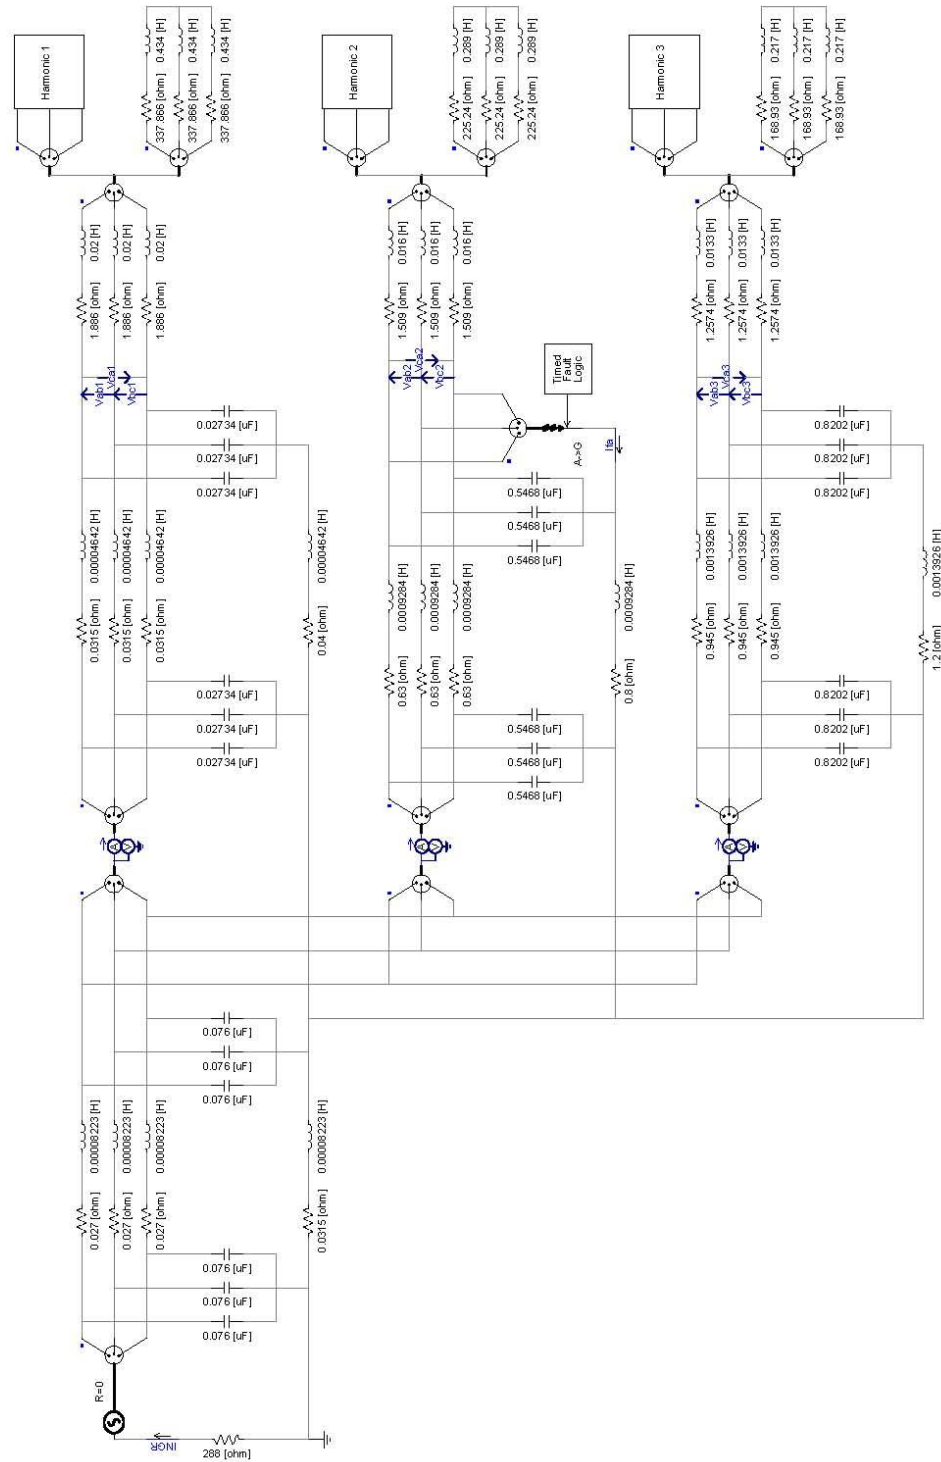 Harmonic 1
0.434 [H]
0.434 [H]
0.434 [H]
337.866 [ohm]
337.866 [ohm]
337.866 [ohm]
0.02 [H]
0.02 [H]
0.02 [H]
1.886 [ohm]
1.886 [ohm]
1.886 [ohm]
Vab1
Vca1
Vbc1
0.02734 [uF]
0.02734 [uF]
0.02734 [uF]
0.00004642 [H]
0.00004642 [H]
0.00004642 [H]
0.00004642 [H]
0.0315 [ohm]
0.0315 [ohm]
0.0315 [ohm]
0.04 [ohm]
0.02734 [uF]
0.02734 [uF]
0.02734 [uF]
A
V
Harmonic 2
0.289 [H]
0.289 [H]
0.289 [H]
225.24 [ohm]
225.24 [ohm]
225.24 [ohm]
0.016 [H]
0.016 [H]
0.016 [H]
1.509 [ohm]
1.509 [ohm]
1.509 [ohm]
Vab2
Vca2
Vbc2
Timed
Fault
Logic
A->G
Ifa
0.5468 [uF]
0.5468 [uF]
0.5468 [uF]
0.0009284 [H]
0.0009284 [H]
0.0009284 [H]
0.0009284 [H]
0.63 [ohm]
0.63 [ohm]
0.63 [ohm]
0.8 [ohm]
0.5468 [uF]
0.5468 [uF]
0.5468 [uF]
A
V
Harmonic 3
0.217 [H]
0.217 [H]
0.217 [H]
168.93 [ohm]
168.93 [ohm]
168.93 [ohm]
0.0133 [H]
0.0133 [H]
0.0133 [H]
1.2574 [ohm]
1.2574 [ohm]
1.2574 [ohm]
Vab3
Vca3
Vbc3
0.8202 [uF]
0.8202 [uF]
0.8202 [uF]
0.0013926 [H]
0.0013926 [H]
0.0013926 [H]
0.0013926 [H]
0.945 [ohm]
0.945 [ohm]
0.945 [ohm]
1.2 [ohm]
0.8202 [uF]
0.8202 [uF]
0.8202 [uF]
A
V
0.076 [uF]
0.076 [uF]
0.076 [uF]
0.00008223 [H]
0.00008223 [H]
0.00008223 [H]
0.00008223 [H]
0.027 [ohm]
0.027 [ohm]
0.027 [ohm]
0.0315 [ohm]
0.076 [uF]
0.076 [uF]
0.076 [uF]
R=0
INGR
288 [ohm]